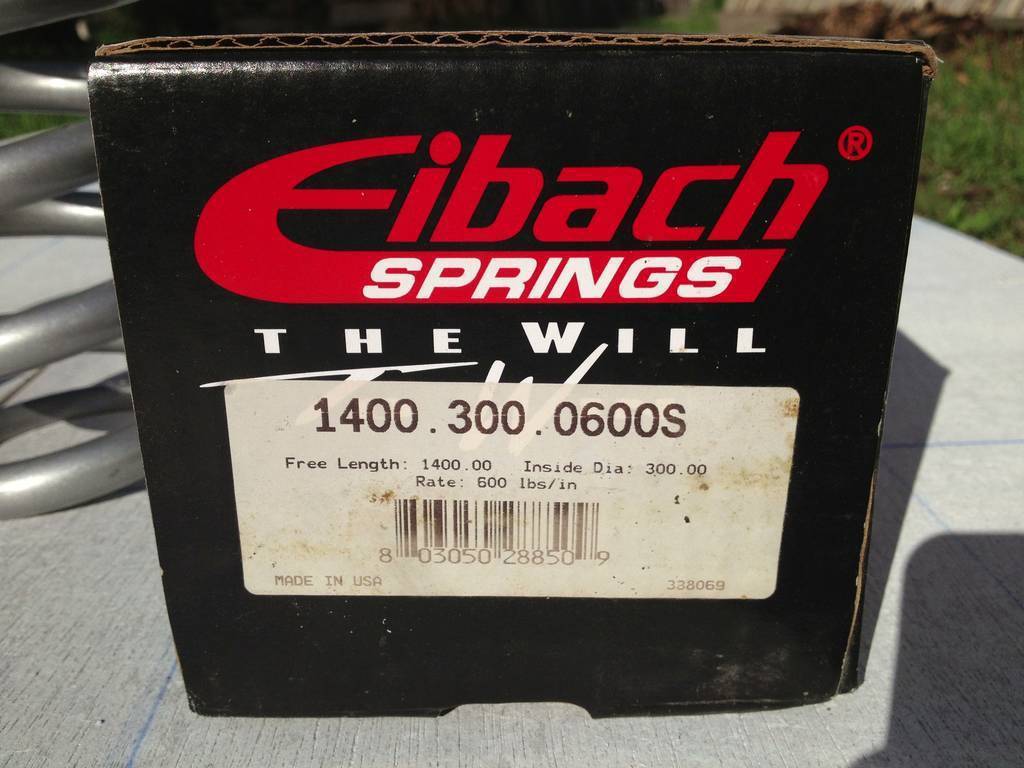 Eibach®
SPRINGS
THE WILL
1400.300.0600S
Free Length: 1400.00 Inside Dia: 300.00
Rate: 600 lbs/in
8 03050 28850 9
MADE IN USA 338069